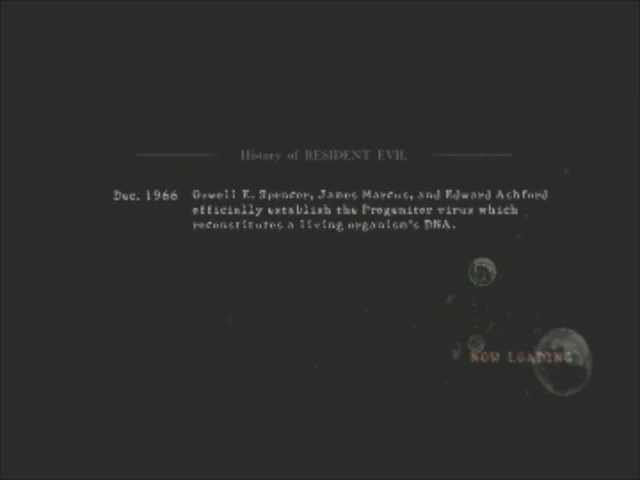 History of RESIDENT EVIL
Dec. 1966 Oswell E. Spencer, James Marcus, and Edward Ashford
officially establish the Progenitor virus which
reconstitutes a living organism's DNA.
NOW LOADING